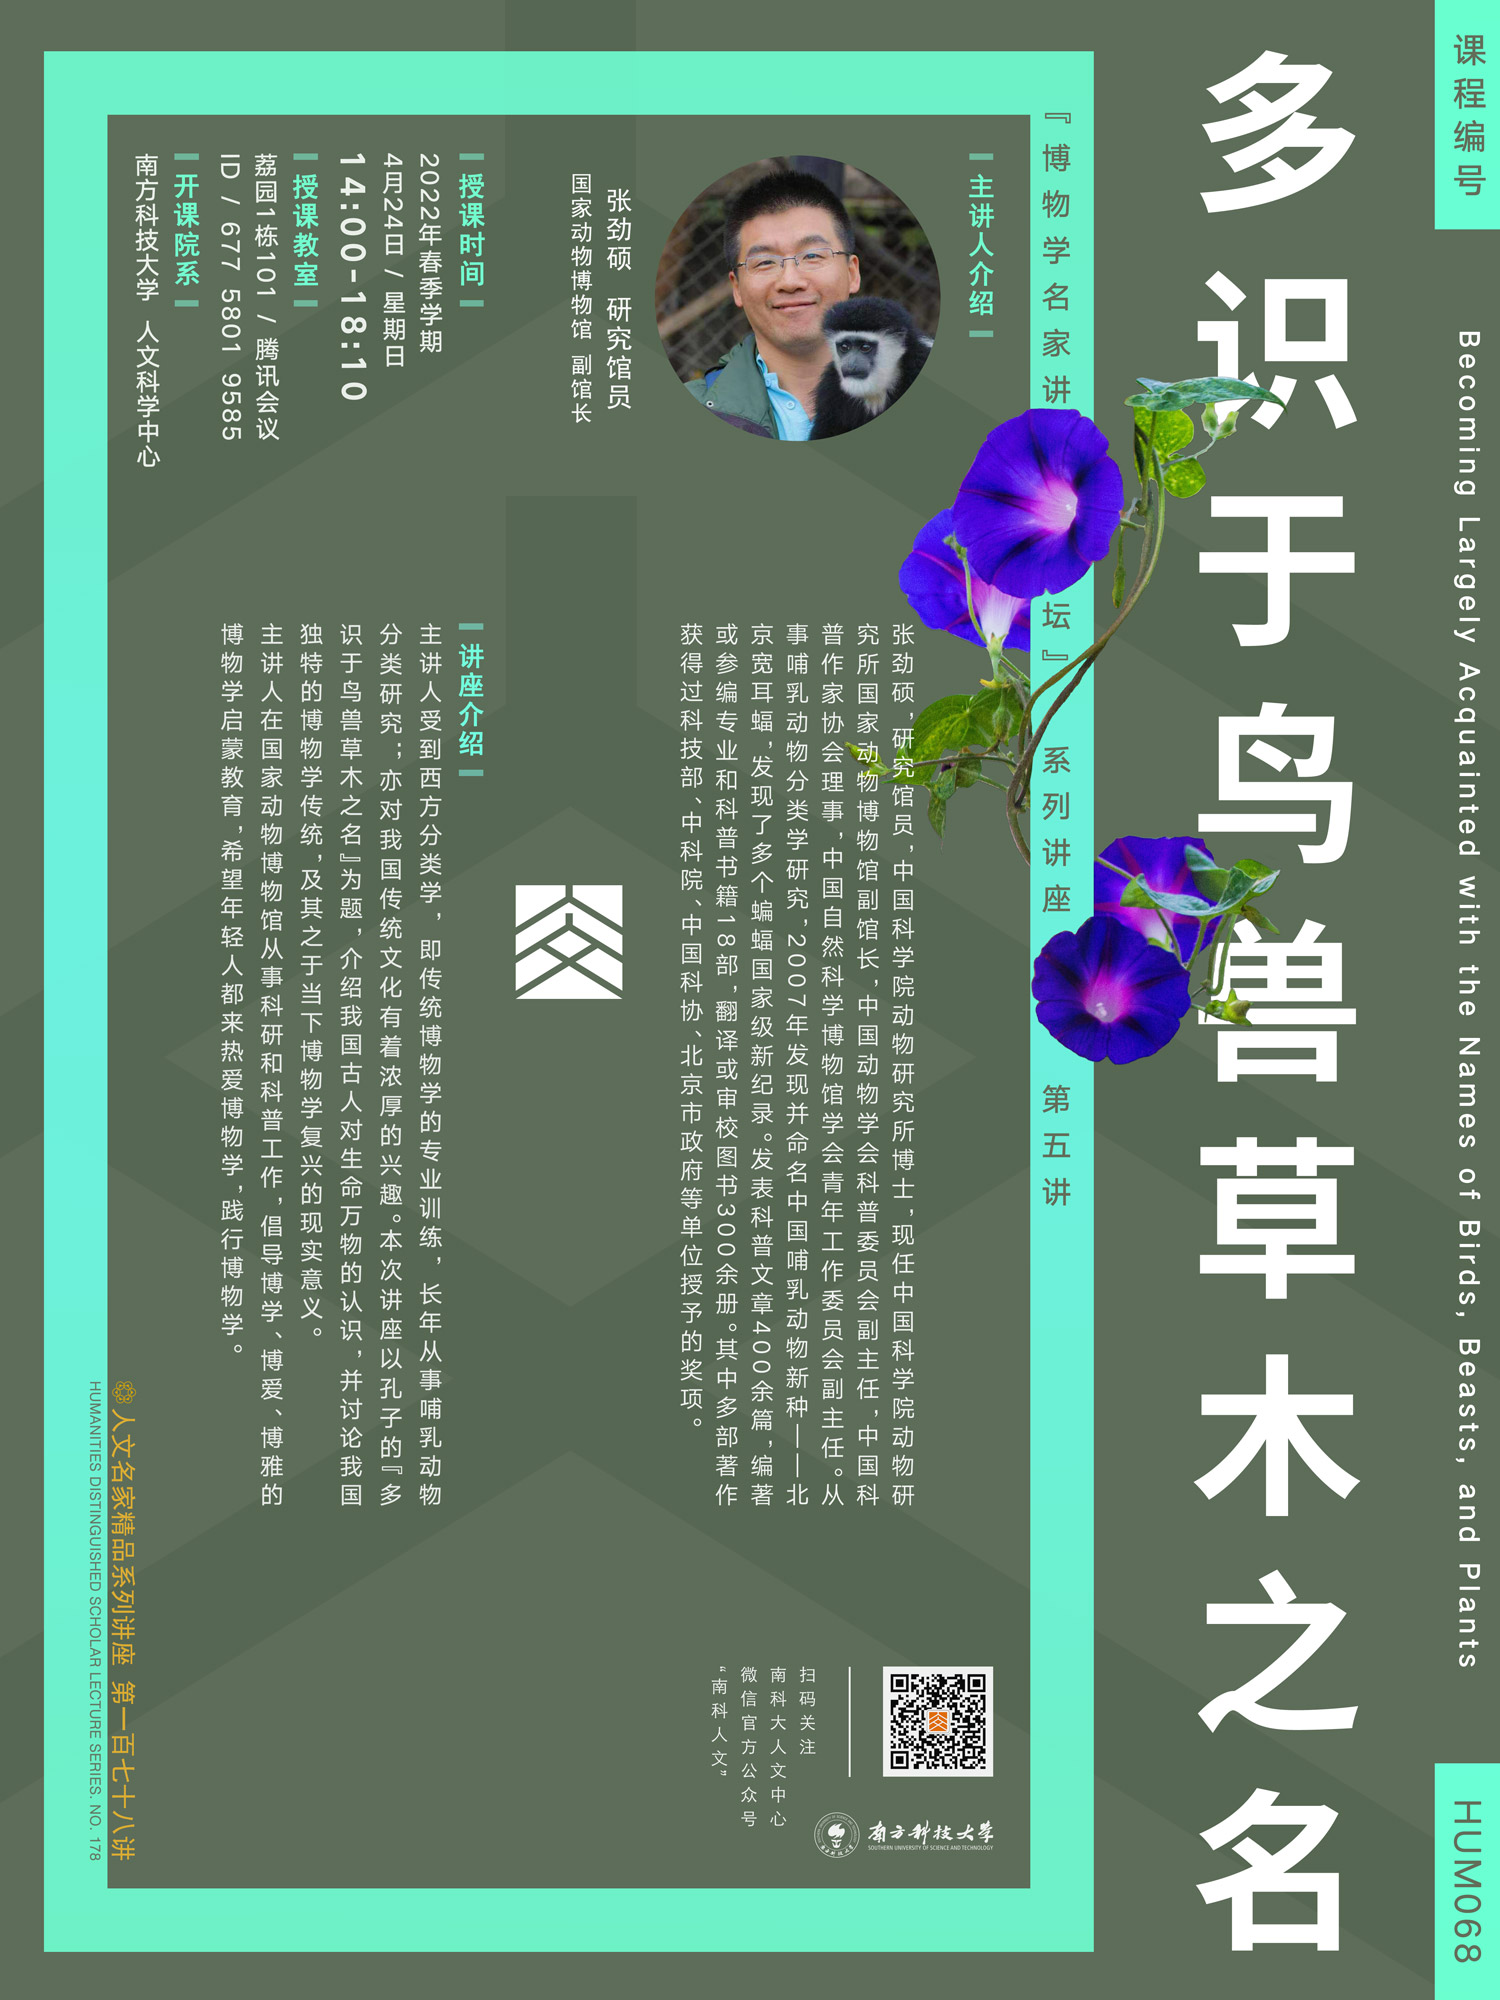 课程编号
HUM068
Becoming Largely Acquainted with the Names of Birds, Beasts, and Plants
多识于鸟兽草木之名
『博物学名家讲坛』系列讲座 第五讲
主讲人介绍
张劲硕 研究馆员
国家动物博物馆 副馆长
张劲硕，研究馆员，中国科学院动物研究所博士，现任中国科学院动物研
究所国家动物博物馆副馆长，中国动物学会科普委员会副主任，中国科
普作家协会理事，中国自然科学博物馆学会青年工作委员会副主任。从
事哺乳动物分类学研究，2007年发现并命名中国哺乳动物新种——北
京宽耳蝠，发现了多个蝙蝠国家级新纪录。发表科普文章400余篇，编著
或参编专业和科普书籍18部，翻译或审校图书300余册。其中多部著作
获得过科技部、中科院、中国科协、北京市政府等单位授予的奖项。
授课时间
2022年春季学期
4月24日 / 星期日
14:00-18:10
授课教室
荔园1栋101 / 腾讯会议
ID / 677 5801 9585
开课院系
南方科技大学 人文科学中心
讲座介绍
主讲人受到西方分类学，即传统博物学的专业训练，长年从事哺乳动物
分类研究；亦对我国传统文化有着浓厚的兴趣。本次讲座以孔子的『多
识于鸟兽草木之名』为题，介绍我国古人对生命万物的认识，并讨论我国
独特的博物学传统，及其之于当下博物学复兴的现实意义。
主讲人在国家动物博物馆从事科研和科普工作，倡导博学、博爱、博雅的
博物学启蒙教育，希望年轻人都来热爱博物学，践行博物学。
扫码关注
南科大人文中心
微信官方公众号
“南科人文”
南方科技大学
SOUTHERN UNIVERSITY OF SCIENCE AND TECHNOLOGY
人文名家精品系列讲座 第一百七十八讲
HUMANITIES DISTINGUISHED SCHOLAR LECTURE SERIES. NO. 178